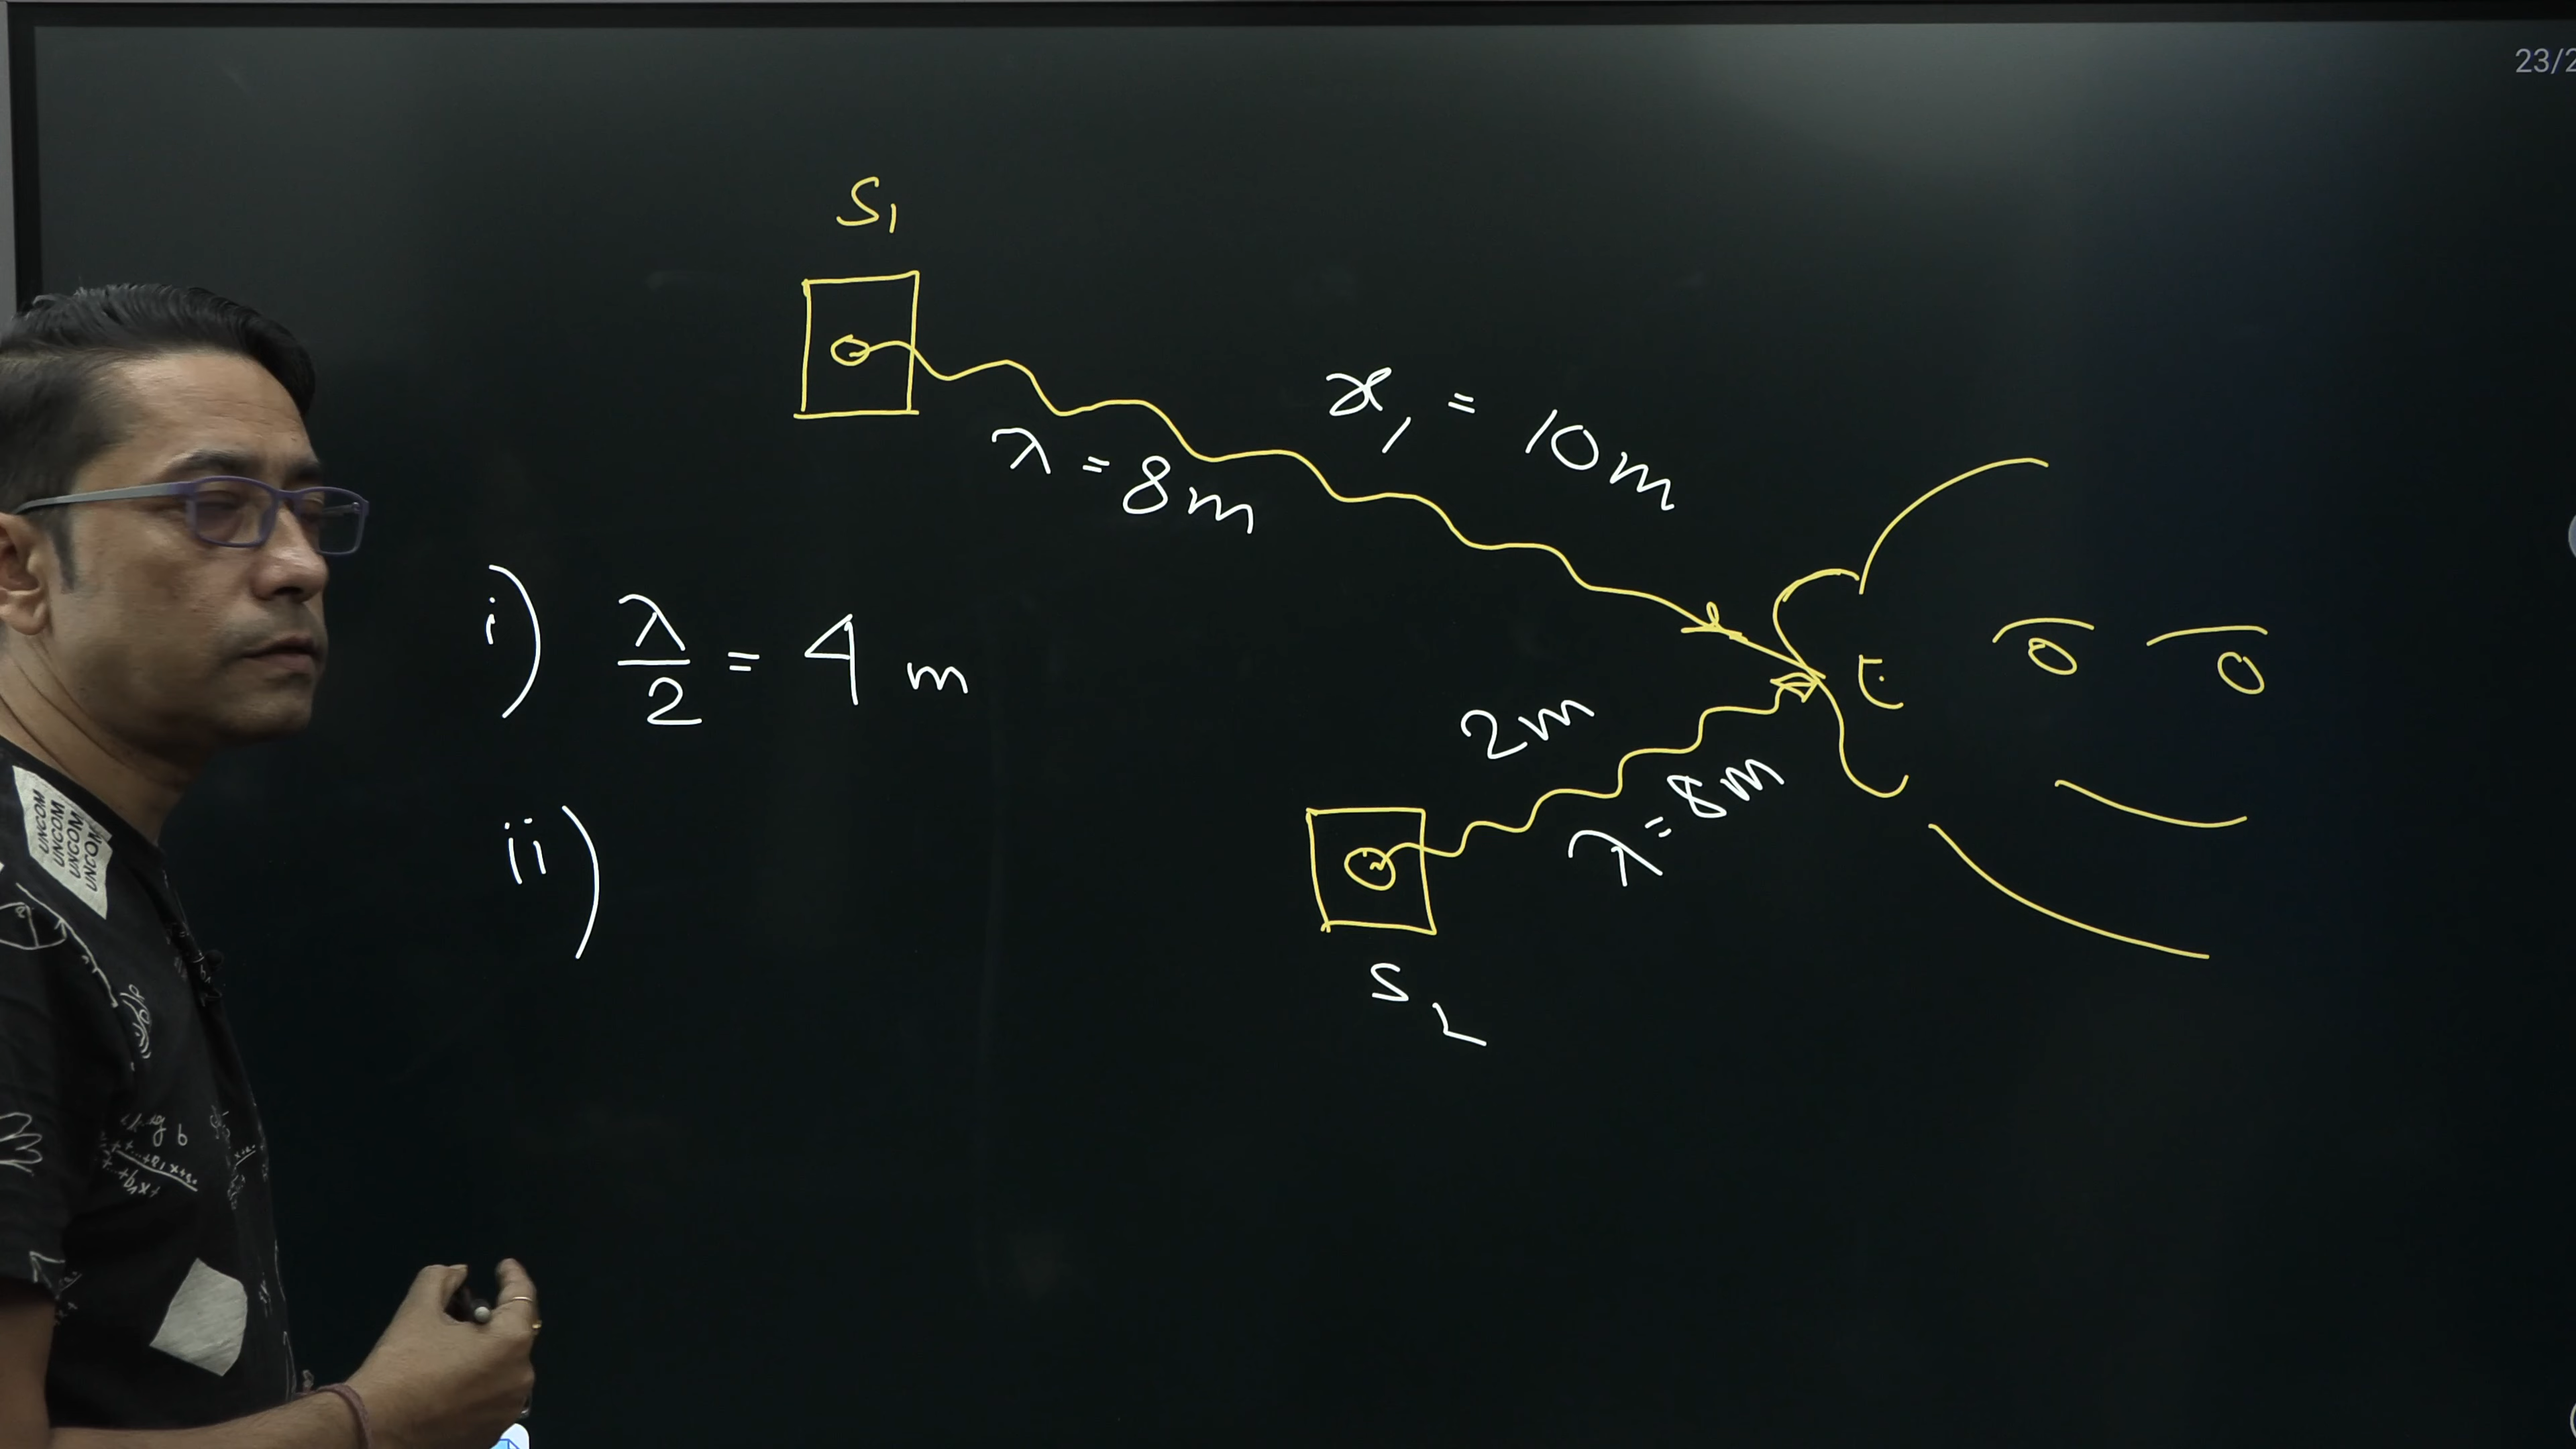 23/2
S₁
x₁ = 10m
λ = 8m
i) λ/2 = 4 m
2m
λ = 8m
ii)
S₂
UNCOM
UNCOM
UNCOM
UNCOM